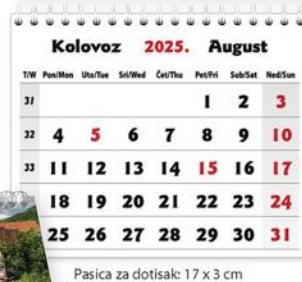 Kolovoz 2025. August
T/W Pon/Mon Uto/Tue Sri/Wed Čet/Thu Pet/Fri Sub/Sat Ned/Sun
31 1 2 3
32 4 5 6 7 8 9 10
33 11 12 13 14 15 16 17
18 19 20 21 22 23 24
25 26 27 28 29 30 31
Pasica za dotisak: 17 x 3 cm